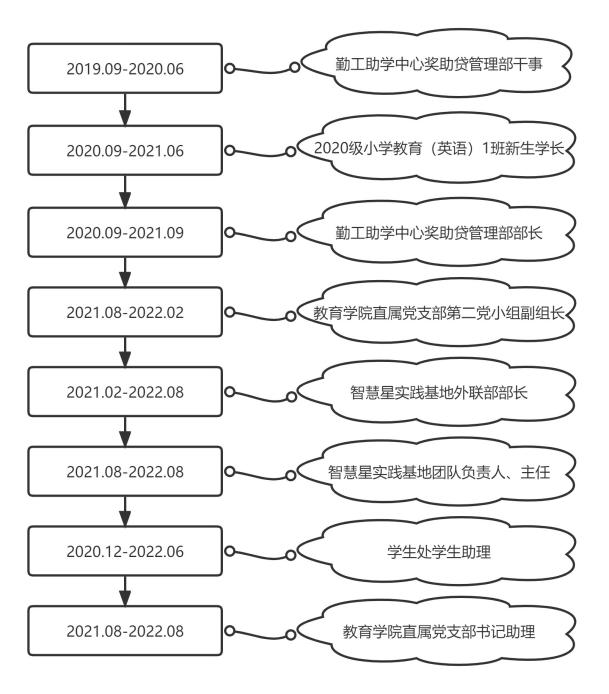 2019.09-2020.06
勤工助学中心奖助贷管理部干事
2020.09-2021.06
2020级小学教育（英语）1班新生学长
2020.09-2021.09
勤工助学中心奖助贷管理部部长
2021.08-2022.02
教育学院直属党支部第二党小组副组长
2021.02-2022.08
智慧星实践基地外联部部长
2021.08-2022.08
智慧星实践基地团队负责人、主任
2020.12-2022.06
学生处学生助理
2021.08-2022.08
教育学院直属党支部书记助理